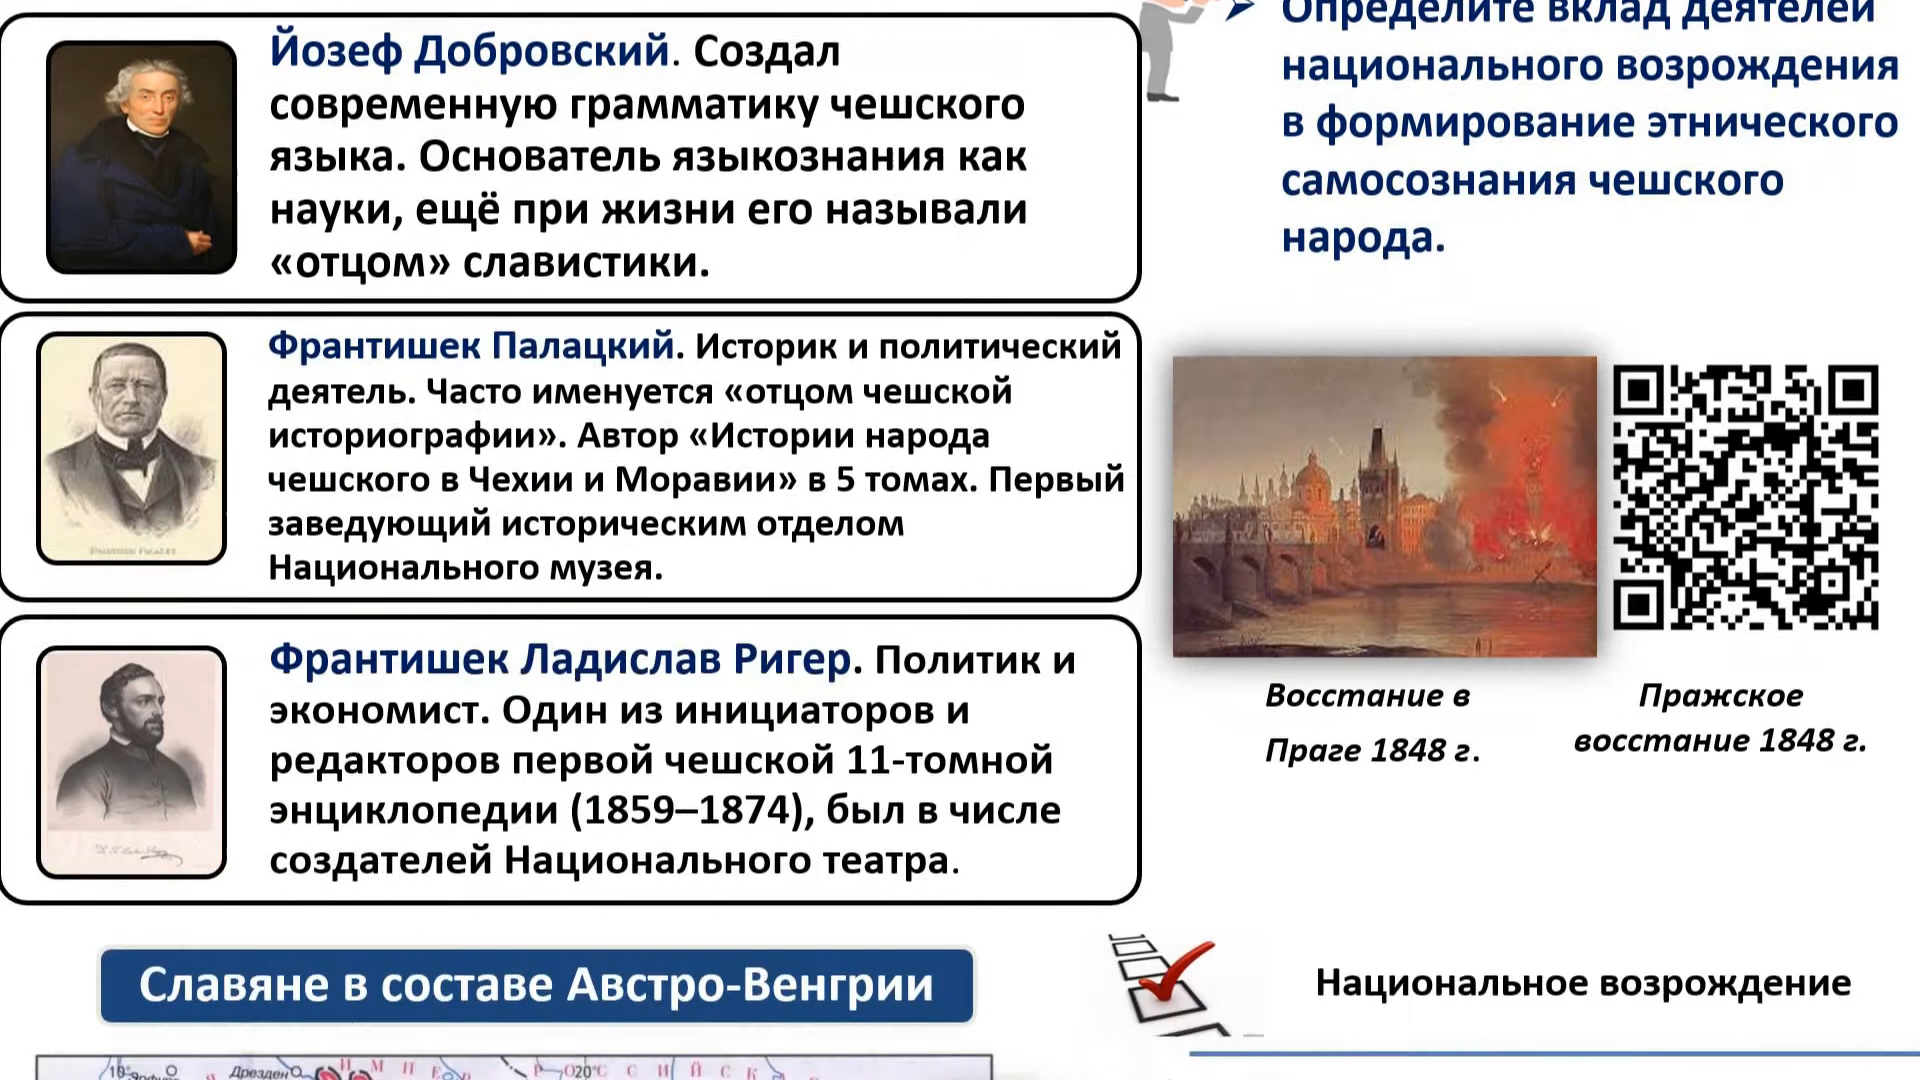 Йозеф Добровский. Создал
современную грамматику чешского
языка. Основатель языкознания как
науки, ещё при жизни его называли
«отцом» славистики.
Франтишек Палацкий. Историк и политический
деятель. Часто именуется «отцом чешской
историографии». Автор «Истории народа
чешского в Чехии и Моравии» в 5 томах. Первый
заведующий историческим отделом
Национального музея.
Франтишек Ладислав Ригер. Политик и
экономист. Один из инициаторов и
редакторов первой чешской 11-томной
энциклопедии (1859–1874), был в числе
создателей Национального театра.
Определите вклад деятелей
национального возрождения
в формирование этнического
самосознания чешского
народа.
Восстание в
Праге 1848 г.
Пражское
восстание 1848 г.
Славяне в составе Австро-Венгрии
Национальное возрождение
Дрезден